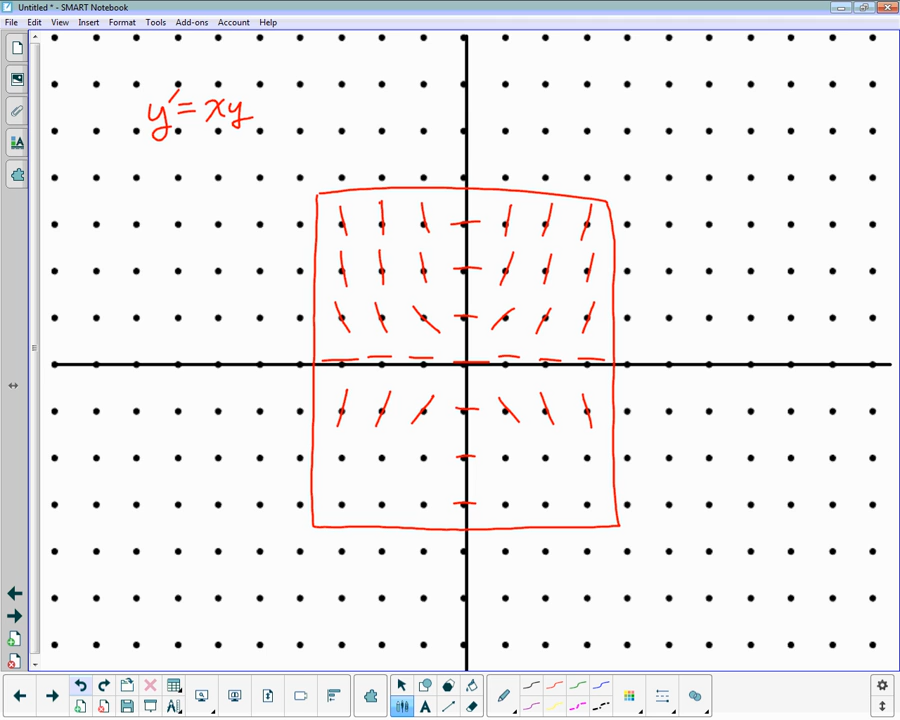 Untitled * - SMART Notebook
File Edit View Insert Format Tools Add-ons Account Help
y' = xy